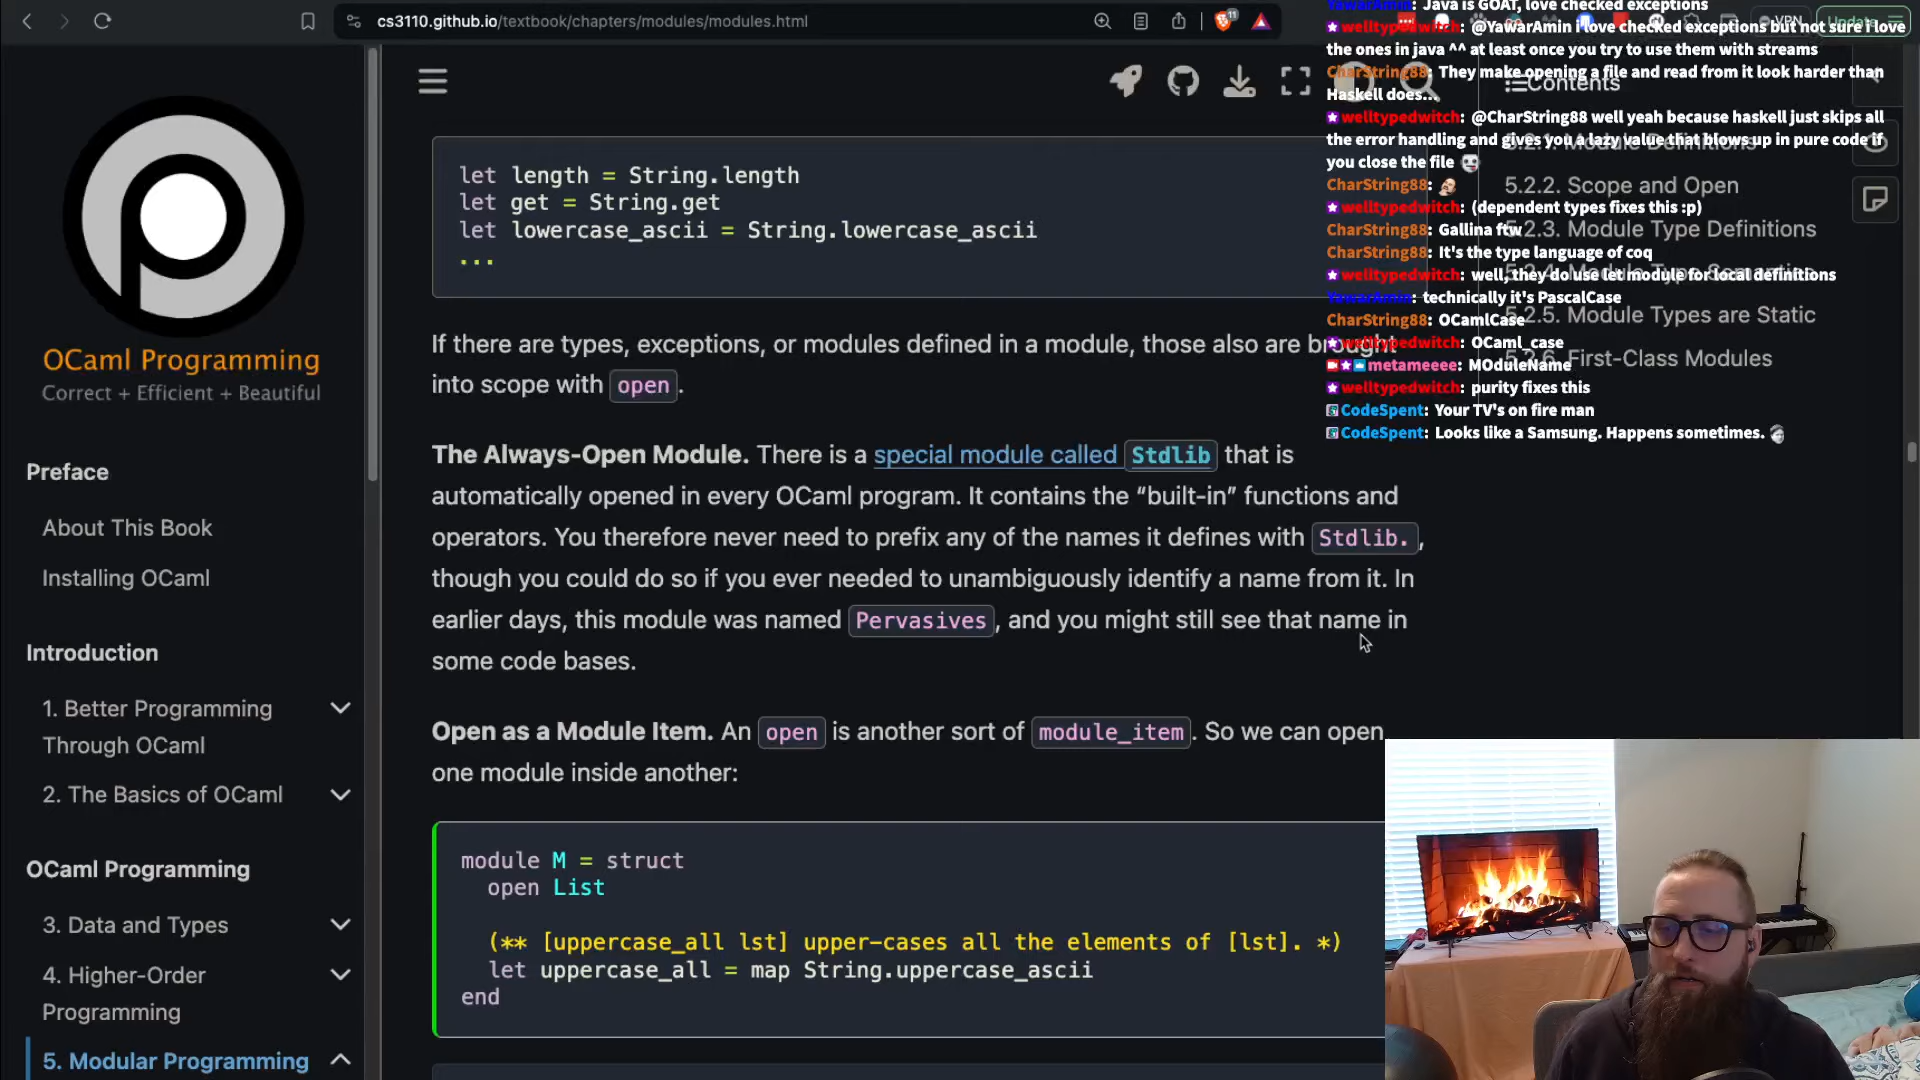 cs3110.github.io/textbook/chapters/modules/modules.html
VPN
Update
OCaml Programming
Correct + Efficient + Beautiful
Preface
About This Book
Installing OCaml
Introduction
1. Better Programming
Through OCaml
2. The Basics of OCaml
OCaml Programming
3. Data and Types
4. Higher-Order
Programming
5. Modular Programming
let length = String.length
let get = String.get
let lowercase_ascii = String.lowercase_ascii
...
If there are types, exceptions, or modules defined in a module, those also are brought
into scope with open.
The Always-Open Module. There is a special module called Stdlib that is
automatically opened in every OCaml program. It contains the “built-in” functions and
operators. You therefore never need to prefix any of the names it defines with Stdlib.,
though you could do so if you ever needed to unambiguously identify a name from it. In
earlier days, this module was named Pervasives, and you might still see that name in
some code bases.
Open as a Module Item. An open is another sort of module_item. So we can open
one module inside another:
module M = struct
open List
(** [uppercase_all lst] upper-cases all the elements of [lst]. *)
let uppercase_all = map String.uppercase_ascii
end
Contents
5.2.1. Module Definitions
5.2.2. Scope and Open
5.2.3. Module Type Definitions
5.2.4. Module Type Semantics
5.2.5. Module Types are Static
5.2.6. First-Class Modules
YawarAmin: Java is GOAT, love checked exceptions
welltypedwitch: @YawarAmin i love checked exceptions but not sure i love
the ones in java ^^ at least once you try to use them with streams
CharString88: They make opening a file and read from it look harder than
Haskell does...
welltypedwitch: @CharString88 well yeah because haskell just skips all
the error handling and gives you a lazy value that blows up in pure code if
you close the file
CharString88:
welltypedwitch: (dependent types fixes this :p)
CharString88: Gallina ftw
CharString88: It's the type language of coq
welltypedwitch: well, they do use let module for local definitions
YawarAmin: technically it's PascalCase
CharString88: OCamlCase
welltypedwitch: OCaml_case
metameeee: MOduleName
welltypedwitch: purity fixes this
CodeSpent: Your TV's on fire man
CodeSpent: Looks like a Samsung. Happens sometimes.